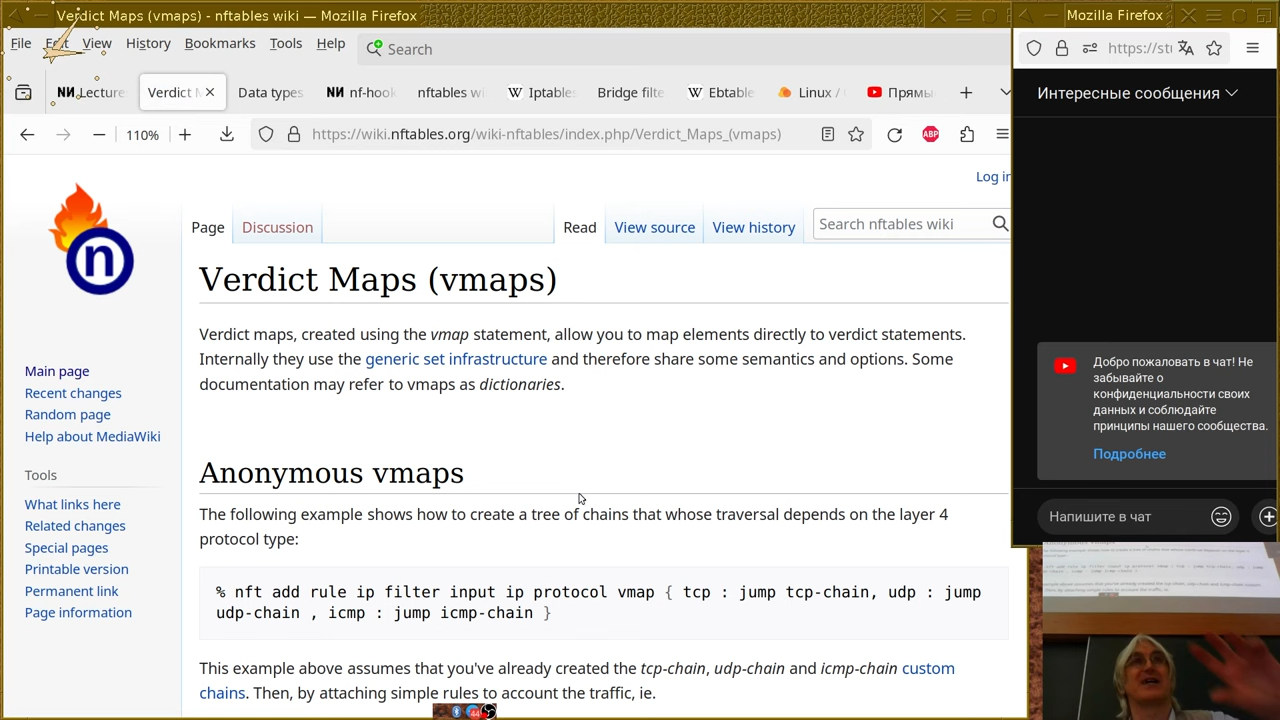 Verdict Maps (vmaps) - nftables wiki — Mozilla Firefox
File Edit View History Bookmarks Tools Help
Search
Lecture
Verdict M
Data types
nf-hook
nftables wi
Iptable
Bridge filte
Ebtable
Linux /
Прямы
110%
https://wiki.nftables.org/wiki-nftables/index.php/Verdict_Maps_(vmaps)
ABP
Log in
Page
Discussion
Read
View source
View history
Search nftables wiki
n
Main page
Recent changes
Random page
Help about MediaWiki
Tools
What links here
Related changes
Special pages
Printable version
Permanent link
Page information
Verdict Maps (vmaps)
Verdict maps, created using the vmap statement, allow you to map elements directly to verdict statements.
Internally they use the generic set infrastructure and therefore share some semantics and options. Some
documentation may refer to vmaps as dictionaries.
Anonymous vmaps
The following example shows how to create a tree of chains that whose traversal depends on the layer 4
protocol type:
% nft add rule ip filter input ip protocol vmap { tcp : jump tcp-chain, udp : jump
udp-chain , icmp : jump icmp-chain }
This example above assumes that you've already created the tcp-chain, udp-chain and icmp-chain custom
chains. Then, by attaching simple rules to account the traffic, ie.
Mozilla Firefox
https://stu
Интересные сообщения
Добро пожаловать в чат! Не
забывайте о
конфиденциальности своих
данных и соблюдайте
принципы нашего сообщества.
Подробнее
Напишите в чат